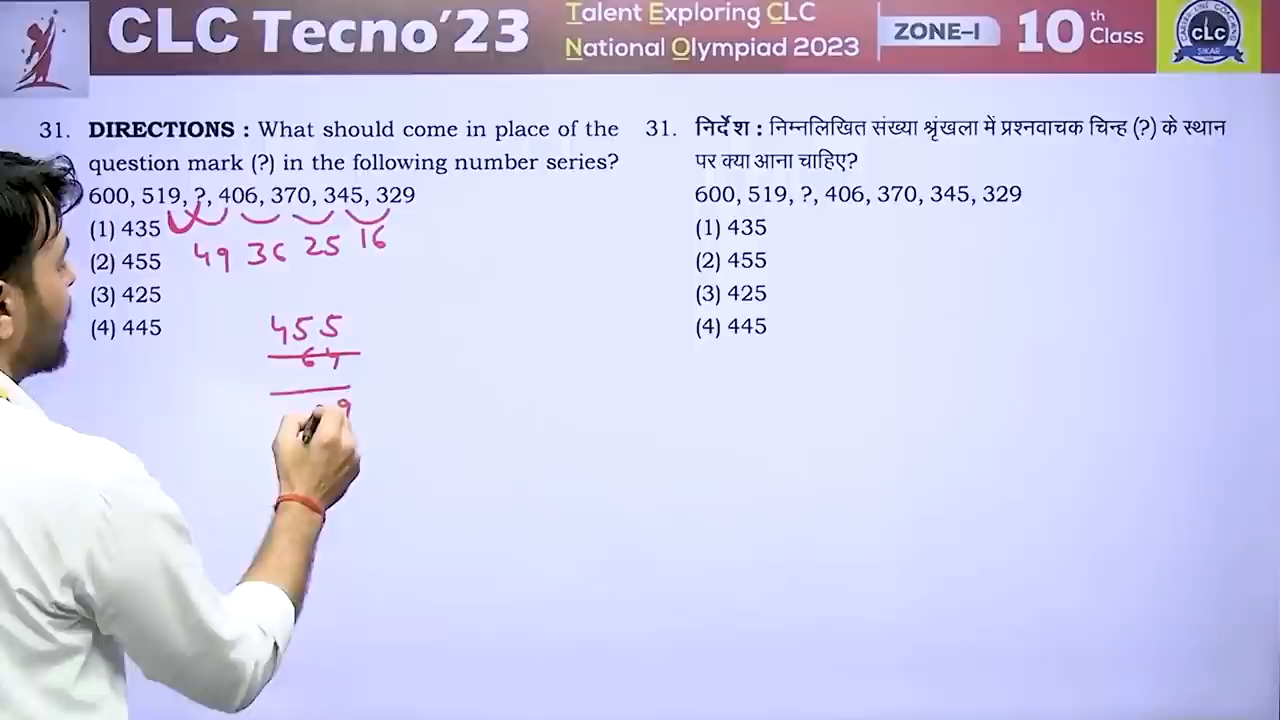 CLC Tecno'23
Talent Exploring CLC
National Olympiad 2023
ZONE–I
10th Class
CLC
SIKAR
31. DIRECTIONS : What should come in place of the
question mark (?) in the following number series?
600, 519, ?, 406, 370, 345, 329
(1) 435
(2) 455
(3) 425
(4) 445
49 36 25 16
455
64
9
31. निर्देश : निम्नलिखित संख्या श्रृंखला में प्रश्नवाचक चिन्ह (?) के स्थान
पर क्या आना चाहिए?
600, 519, ?, 406, 370, 345, 329
(1) 435
(2) 455
(3) 425
(4) 445